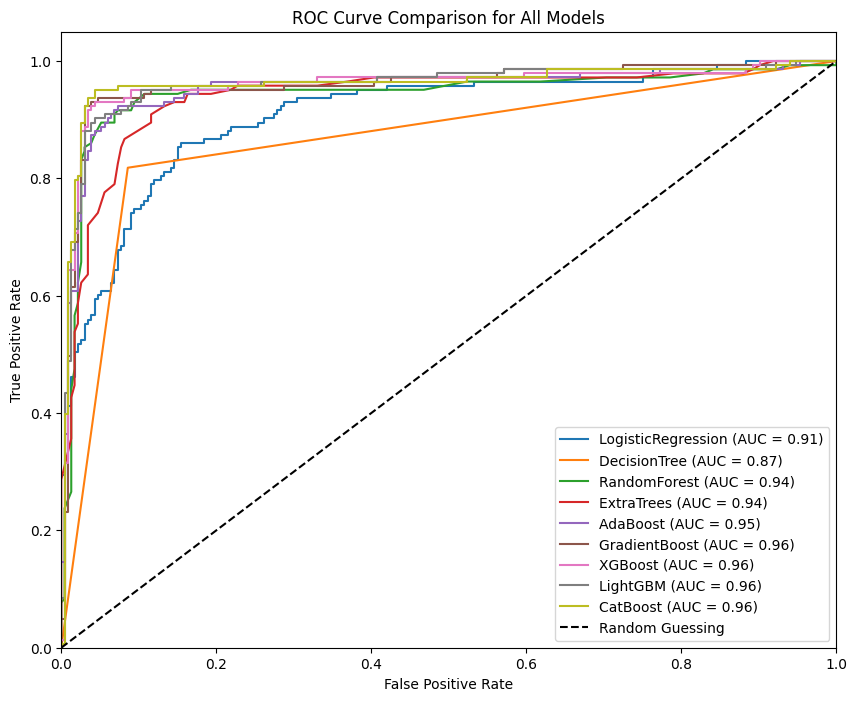 ROC Curve Comparison for All Models
True Positive Rate
1.0
0.8
0.6
0.4
0.2
0.0
LogisticRegression (AUC = 0.91)
DecisionTree (AUC = 0.87)
RandomForest (AUC = 0.94)
ExtraTrees (AUC = 0.94)
AdaBoost (AUC = 0.95)
GradientBoost (AUC = 0.96)
XGBoost (AUC = 0.96)
LightGBM (AUC = 0.96)
CatBoost (AUC = 0.96)
Random Guessing
0.0 0.2 0.4 0.6 0.8 1.0
False Positive Rate